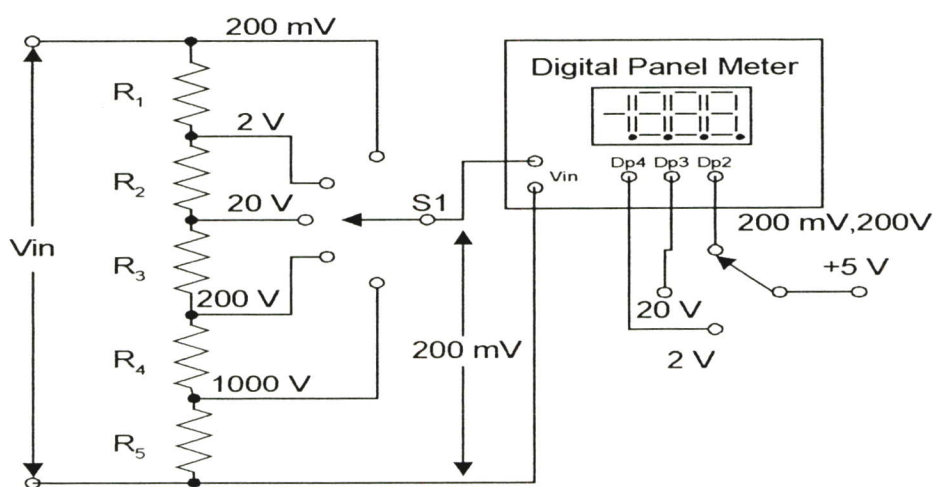 200 mV
Digital Panel Meter
R1
2 V
Dp4 Dp3 Dp2
Vin
R2
20 V
S1
200 mV,200V
Vin
+5 V
R3
200 V
20 V
200 mV
2 V
R4
1000 V
R5